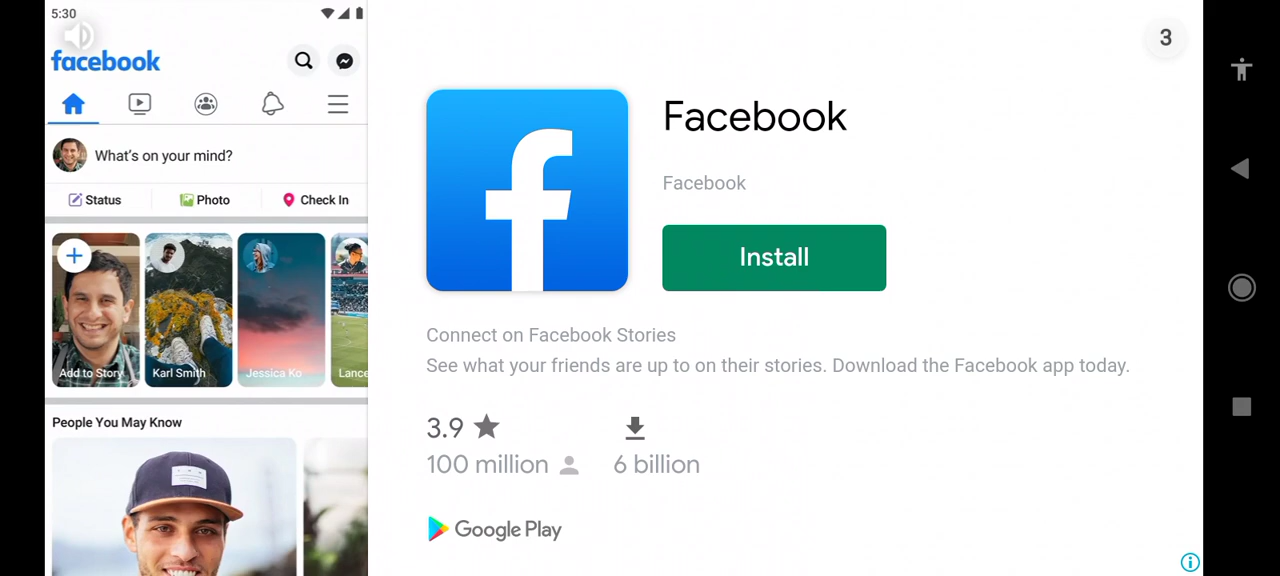 5:30
facebook
What's on your mind?
Status
Photo
Check In
Add to Story
Karl Smith
Jessica Ko
Lance
People You May Know
3
Facebook
Facebook
Install
Connect on Facebook Stories
See what your friends are up to on their stories. Download the Facebook app today.
3.9
100 million
6 billion
Google Play